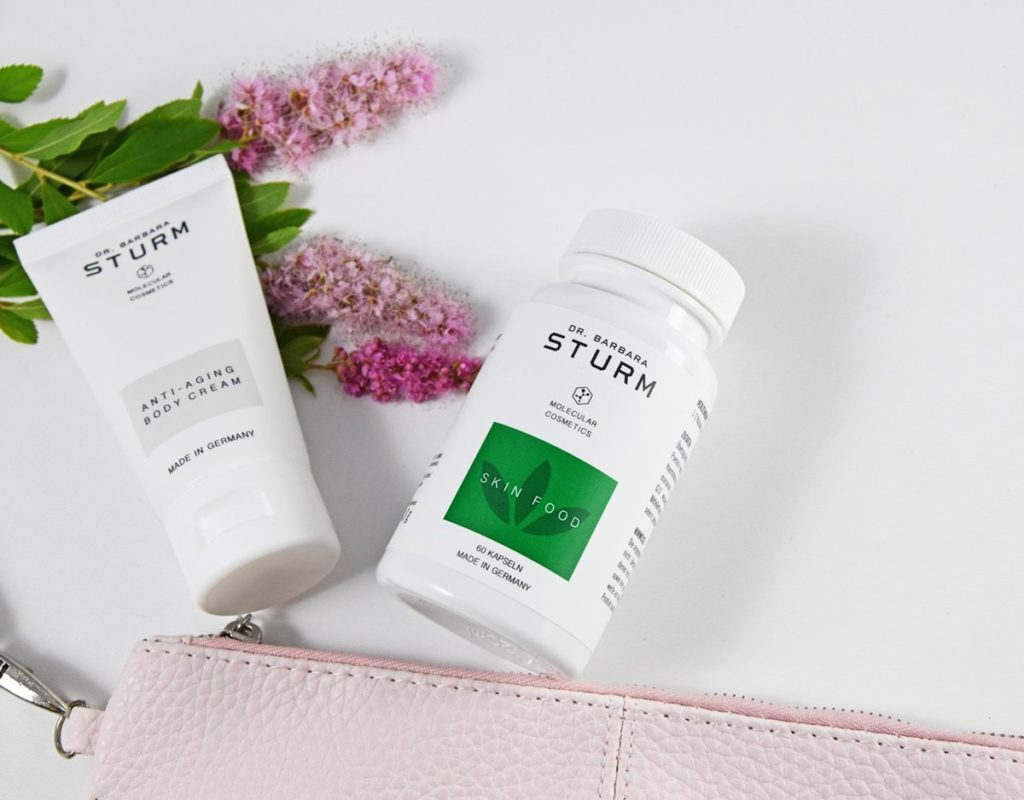 DR. BARBARA
STURM
MOLECULAR
COSMETICS
ANTI-AGING
BODY CREAM
MADE IN GERMANY
DR. BARBARA
STURM
MOLECULAR
COSMETICS
SKIN FOOD
60 KAPSELN
MADE IN GERMANY